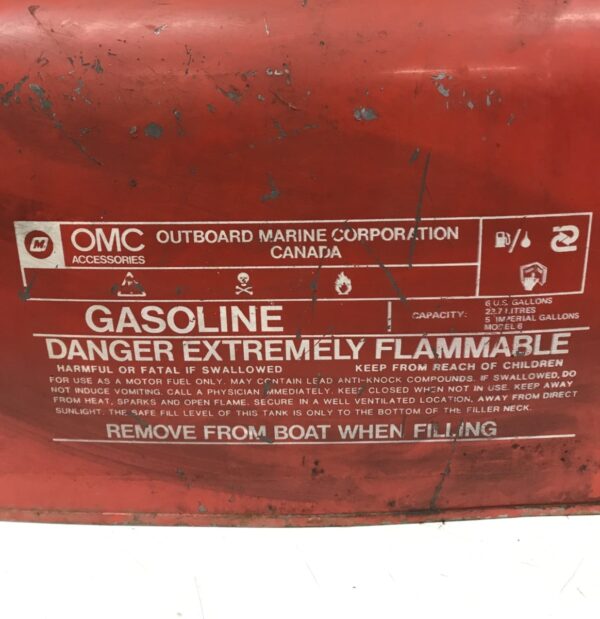 M OMC OUTBOARD MARINE CORPORATION
ACCESSORIES CANADA
GASOLINE
CAPACITY:
6 U.S. GALLONS
22.7 LITRES
5 IMPERIAL GALLONS
MODEL 6
DANGER EXTREMELY FLAMMABLE
HARMFUL OR FATAL IF SWALLOWED KEEP FROM REACH OF CHILDREN
FOR USE AS A MOTOR FUEL ONLY. MAY CONTAIN LEAD ANTI-KNOCK COMPOUNDS. IF SWALLOWED, DO
NOT INDUCE VOMITING. CALL A PHYSICIAN IMMEDIATELY. KEEP CLOSED WHEN NOT IN USE. KEEP AWAY
FROM HEAT, SPARKS AND OPEN FLAME. SECURE IN A WELL VENTILATED LOCATION, AWAY FROM DIRECT
SUNLIGHT. THE SAFE FILL LEVEL OF THIS TANK IS ONLY TO THE BOTTOM OF THE FILLER NECK.
REMOVE FROM BOAT WHEN FILLING